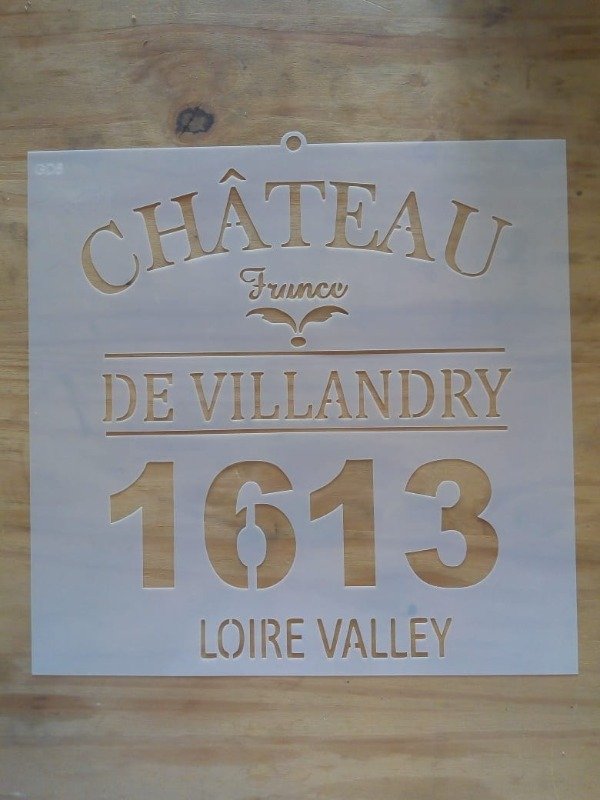 CHÂTEAU
France
DE VILLANDRY
1613
LOIRE VALLEY